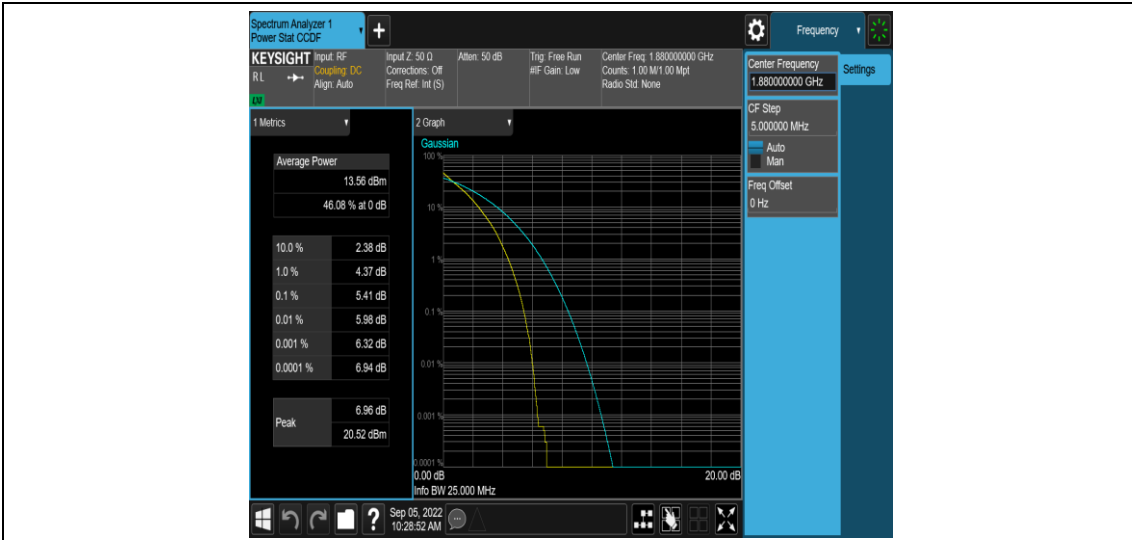 Spectrum Analyzer 1
Power Stat CCDF
+
Frequency
KEYSIGHT
RL
LXI
Input: RF
Coupling: DC
Align: Auto
Input Z: 50 Ω
Corrections: Off
Freq Ref: Int (S)
Atten: 50 dB
Trig: Free Run
#IF Gain: Low
Center Freq: 1.880000000 GHz
Counts: 1.00 M/1.00 Mpt
Radio Std: None
Center Frequency
1.880000000 GHz
Settings
CF Step
5.000000 MHz
Auto
Man
Freq Offset
0 Hz
1 Metrics
Average Power
13.56 dBm
46.08 % at 0 dB
10.0 % 2.38 dB
1.0 % 4.37 dB
0.1 % 5.41 dB
0.01 % 5.98 dB
0.001 % 6.32 dB
0.0001 % 6.94 dB
Peak 6.96 dB
20.52 dBm
2 Graph
Gaussian
100 %
10 %
1 %
0.1 %
0.01 %
0.001 %
0.0001 %
0.00 dB 20.00 dB
Info BW 25.000 MHz
?
Sep 05, 2022
10:28:52 AM